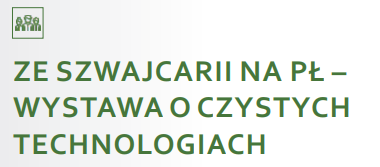 ZE SZWAJCARII NA PŁ –
WYSTAWA O CZYSTYCH
TECHNOLOGIACH